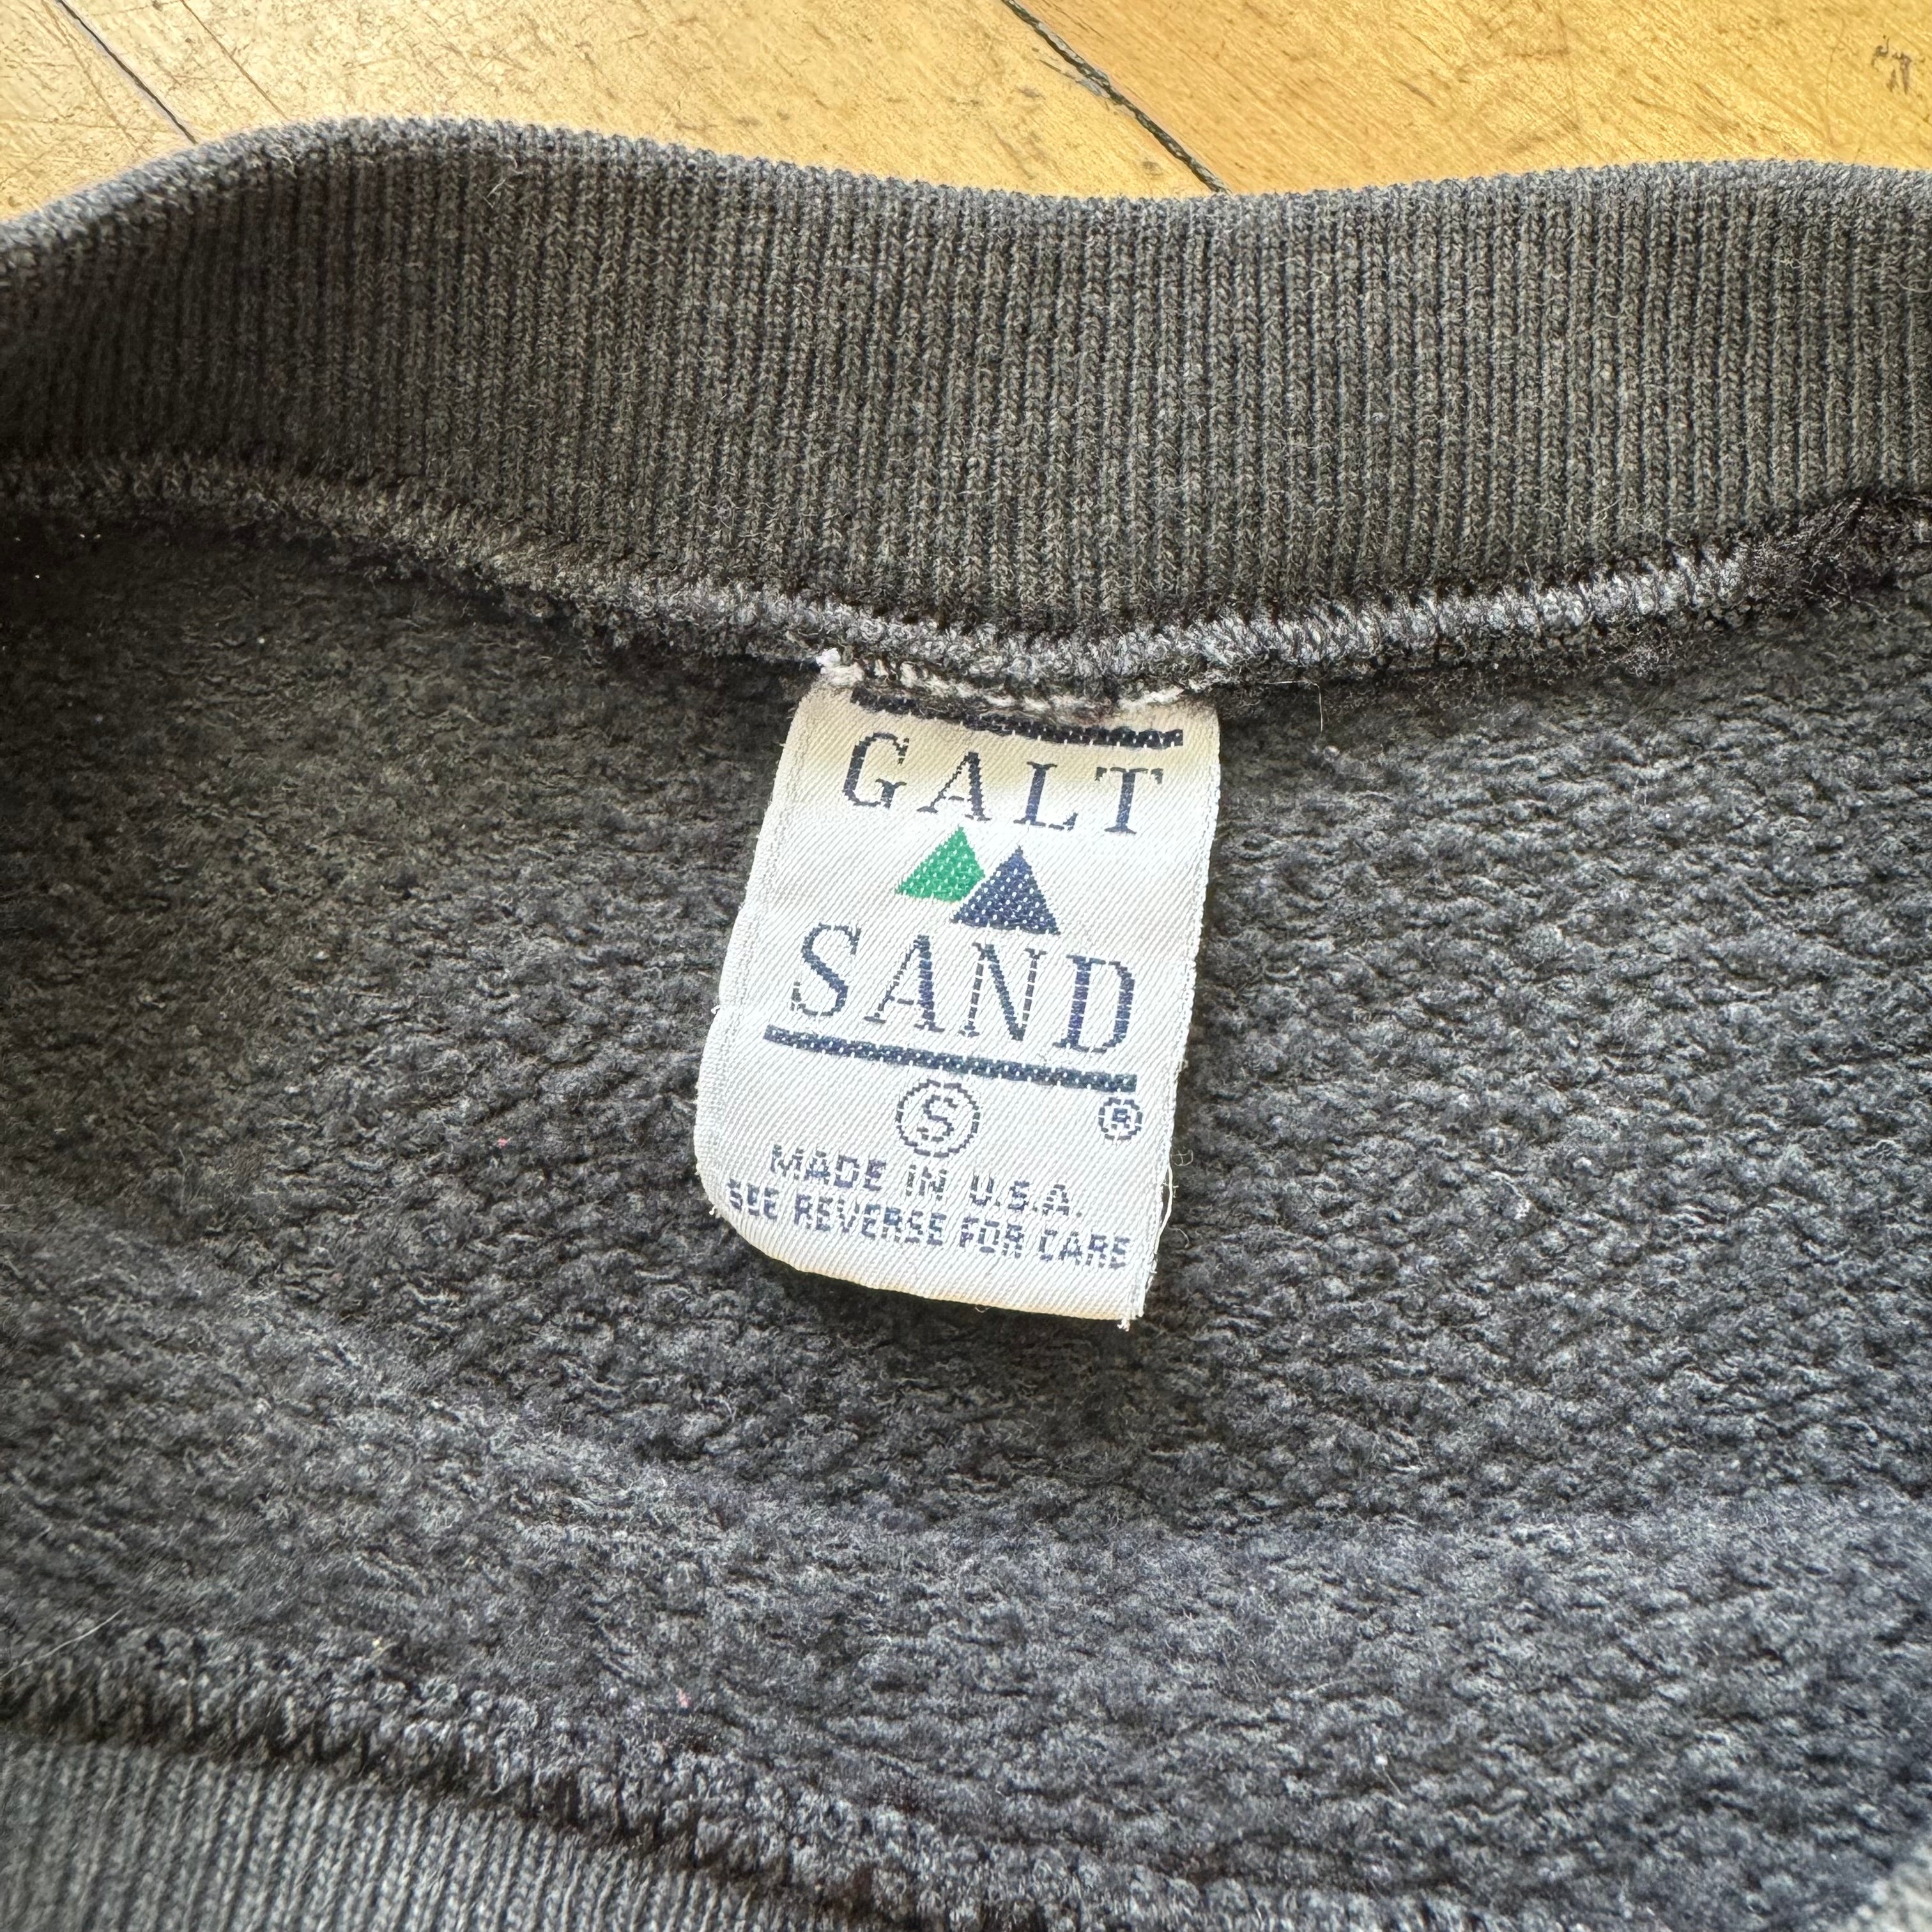 GALT
SAND
S ®
MADE IN U.S.A.
SEE REVERSE FOR CARE